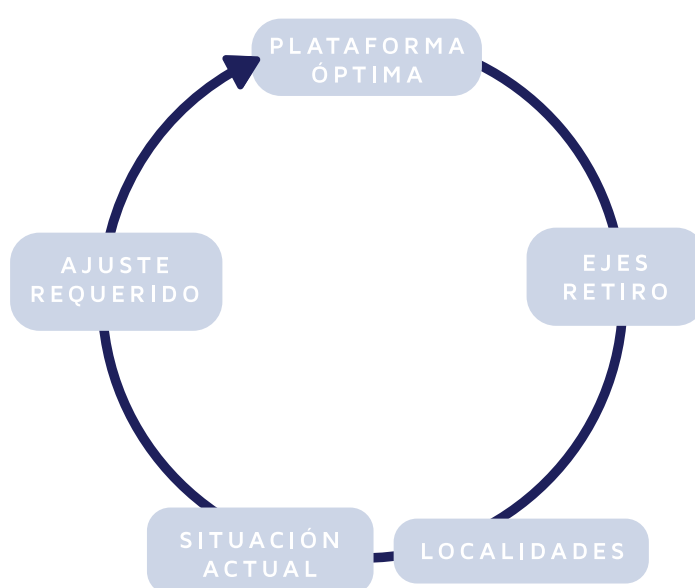 PLATAFORMA
ÓPTIMA
EJES
RETIRO
LOCALIDADES
SITUACIÓN
ACTUAL
AJUSTE
REQUERIDO